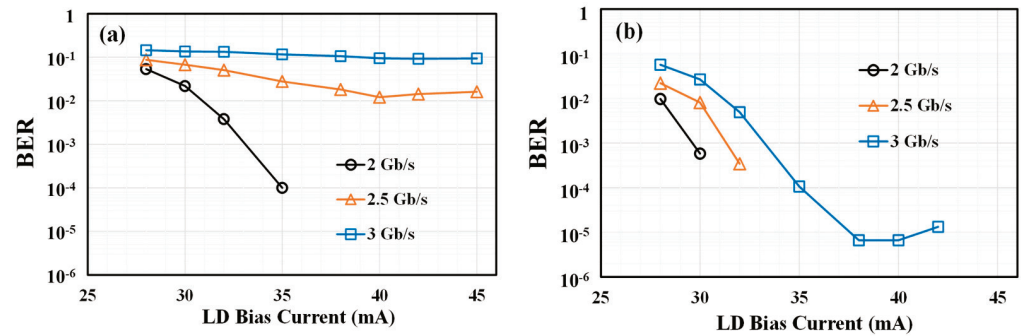 (a)
BER
1
10-1
10-2
10-3
10-4
10-5
10-6
2 Gb/s
2.5 Gb/s
3 Gb/s
25 30 35 40 45
LD Bias Current (mA)
(b)
BER
1
10-1
10-2
10-3
10-4
10-5
10-6
2 Gb/s
2.5 Gb/s
3 Gb/s
25 30 35 40 45
LD Bias Current (mA)